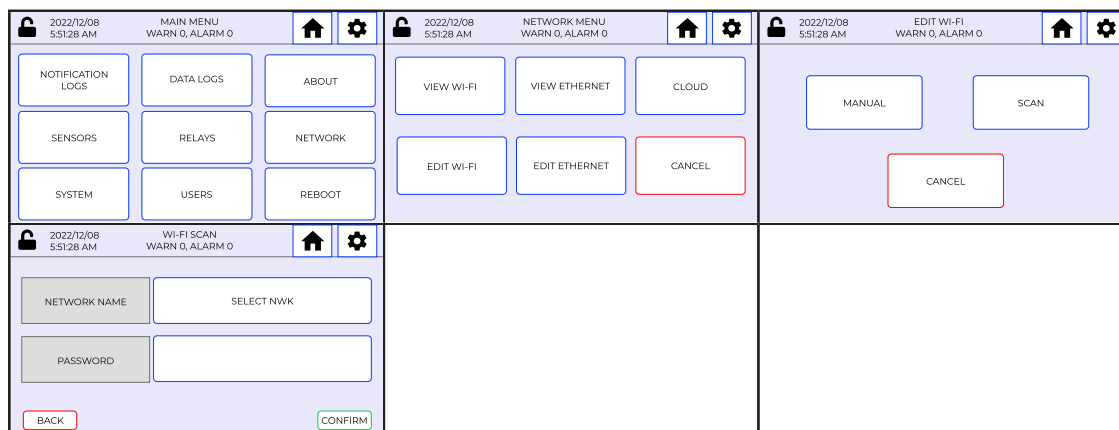 2022/12/08
5:51:28 AM
MAIN MENU
WARN 0, ALARM 0
NOTIFICATION
LOGS
DATA LOGS
ABOUT
SENSORS
RELAYS
NETWORK
SYSTEM
USERS
REBOOT
2022/12/08
5:51:28 AM
NETWORK MENU
WARN 0, ALARM 0
VIEW WI-FI
VIEW ETHERNET
CLOUD
EDIT WI-FI
EDIT ETHERNET
CANCEL
2022/12/08
5:51:28 AM
EDIT WI-FI
WARN 0, ALARM 0
MANUAL
SCAN
CANCEL
2022/12/08
5:51:28 AM
WI-FI SCAN
WARN 0, ALARM 0
NETWORK NAME
SELECT NWK
PASSWORD
BACK
CONFIRM